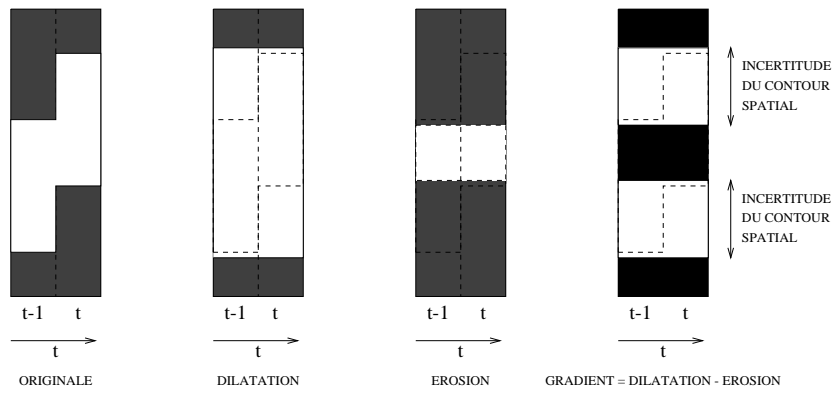 INCERTITUDE
DU CONTOUR
SPATIAL
INCERTITUDE
DU CONTOUR
SPATIAL
t-1 t
t-1 t
t-1 t
t-1 t
t
t
t
t
ORIGINALE
DILATATION
EROSION
GRADIENT = DILATATION - EROSION